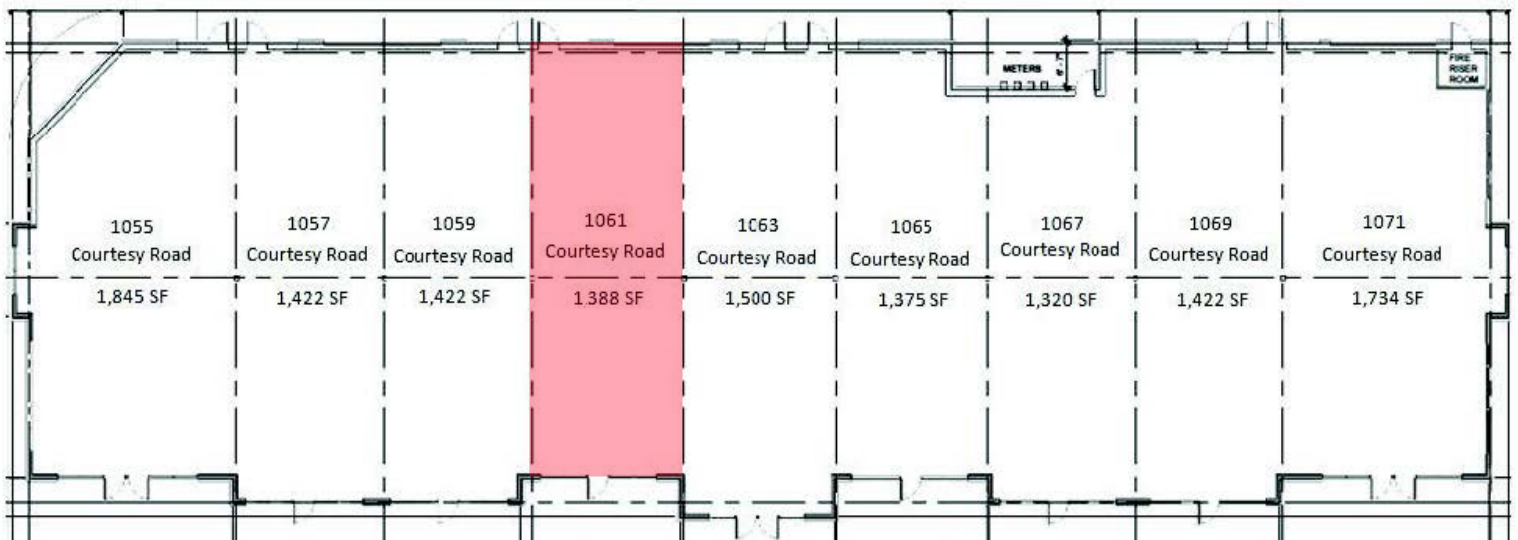 METERS
FIRE
RISER
ROOM
1055
Courtesy Road
1,845 SF
1057
Courtesy Road
1,422 SF
1059
Courtesy Road
1,422 SF
1061
Courtesy Road
1.388 SF
1063
Courtesy Road
1,500 SF
1065
Courtesy Road
1,375 SF
1067
Courtesy Road
1,320 SF
1069
Courtesy Road
1,422 SF
1071
Courtesy Road
1,734 SF